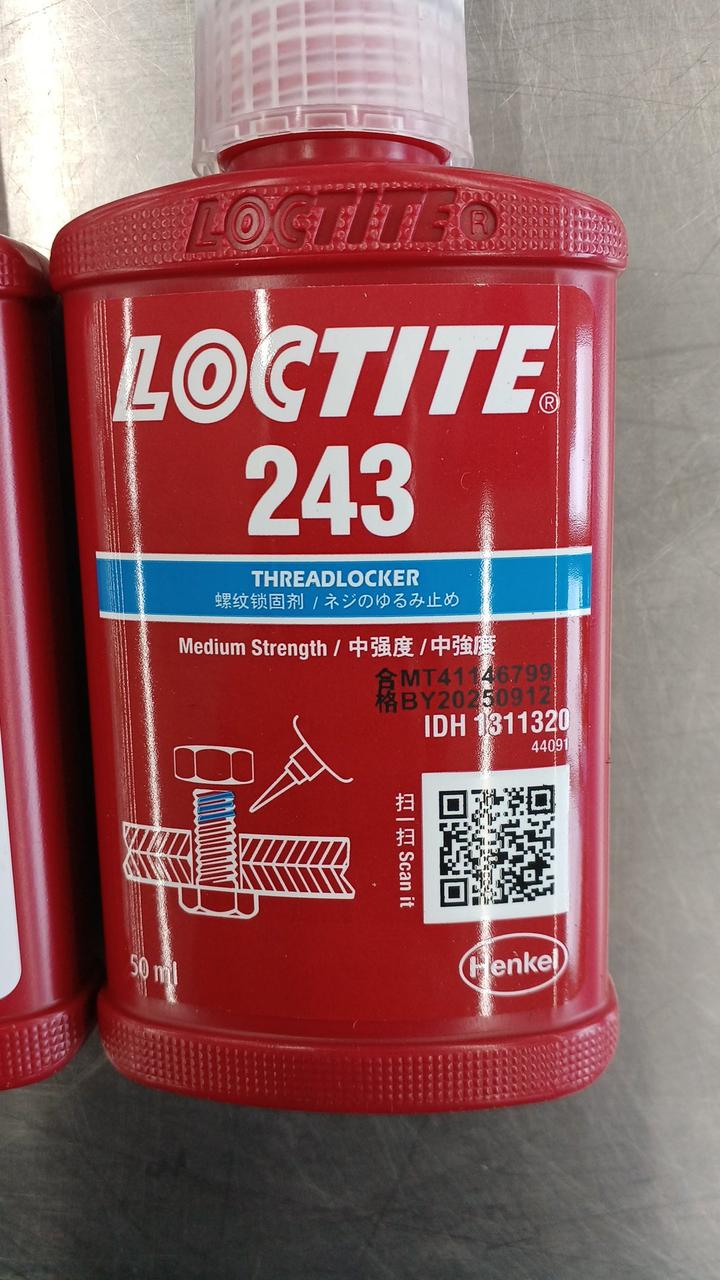 LOCTITE®
LOCTITE®
243
THREADLOCKER
螺纹锁固剂 / ネジのゆるみ止め
Medium Strength / 中强度 / 中強度
合MT41146799
格BY20250912
IDH 1311320
44091
扫一扫 Scan it
50 ml
Henkel